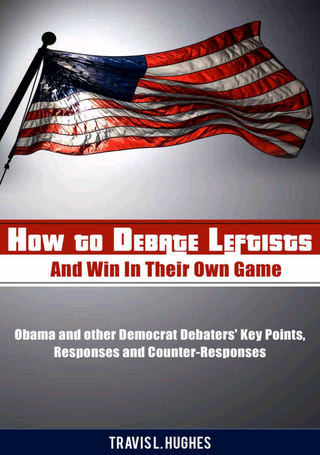 How to Debate Leftists
And Win In Their Own Game
Obama and other Democrat Debaters' Key Points,
Responses and Counter-Responses
TRAVIS L. HUGHES